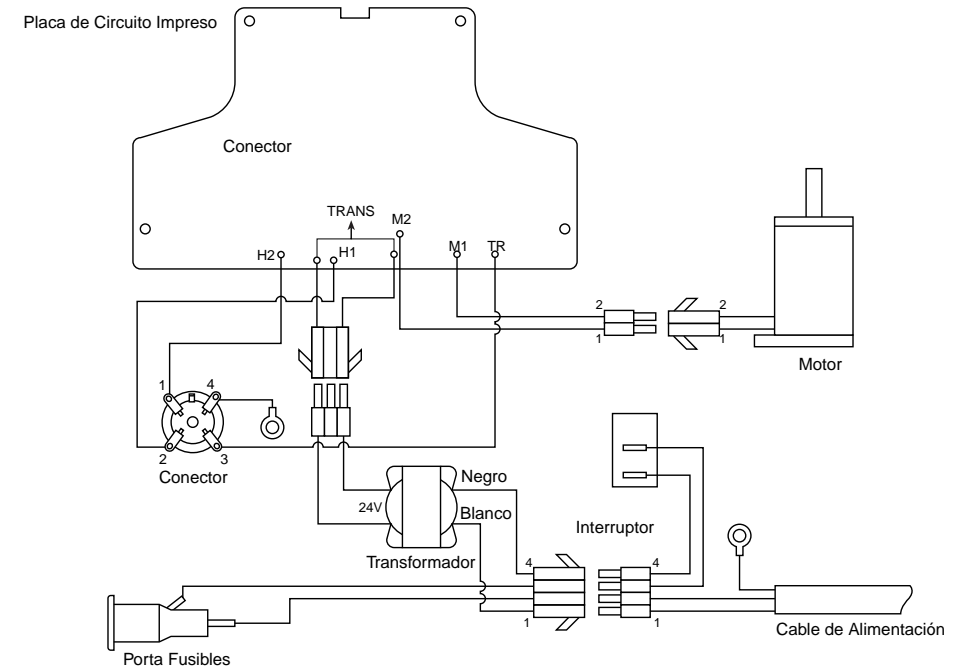 Placa de Circuito Impreso
Conector
TRANS
M2
H2
H1
M1
TR
2
2
1
1
Motor
1
4
2
3
Conector
Negro
24V
Blanco
Interruptor
Transformador
4
4
1
1
Cable de Alimentación
Porta Fusibles